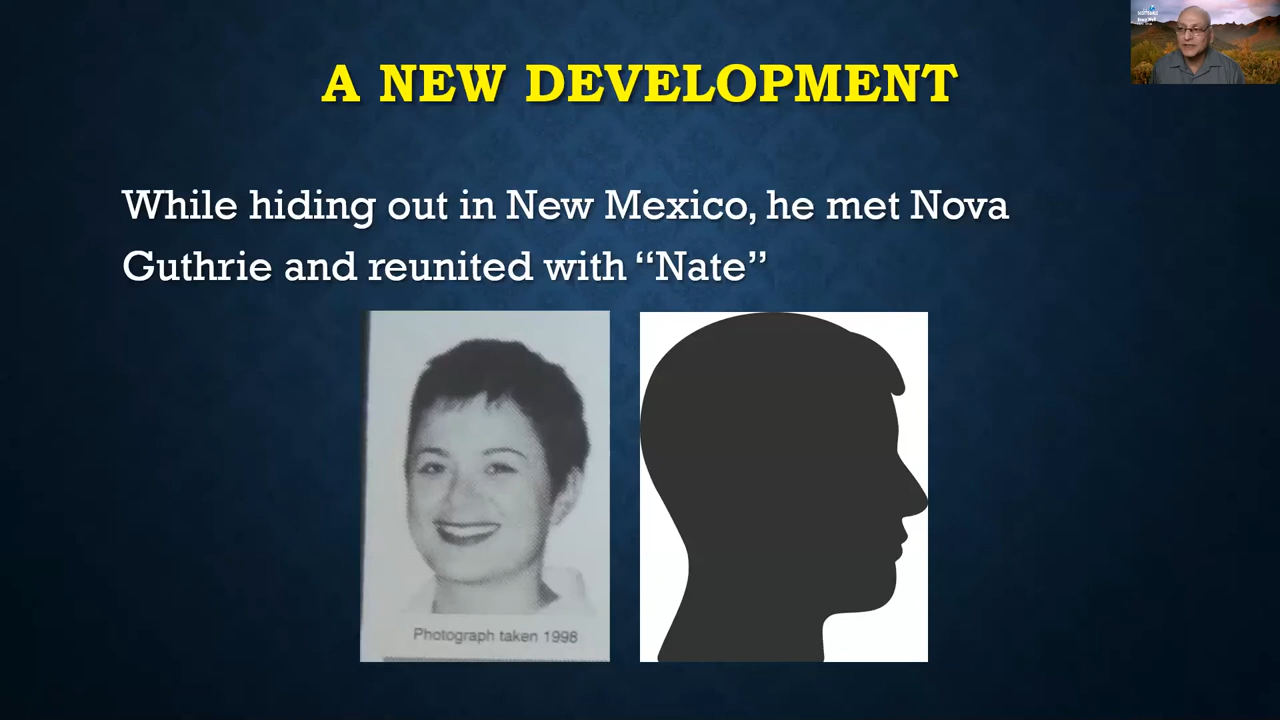 A NEW DEVELOPMENT
While hiding out in New Mexico, he met Nova
Guthrie and reunited with “Nate”
Photograph taken 1998